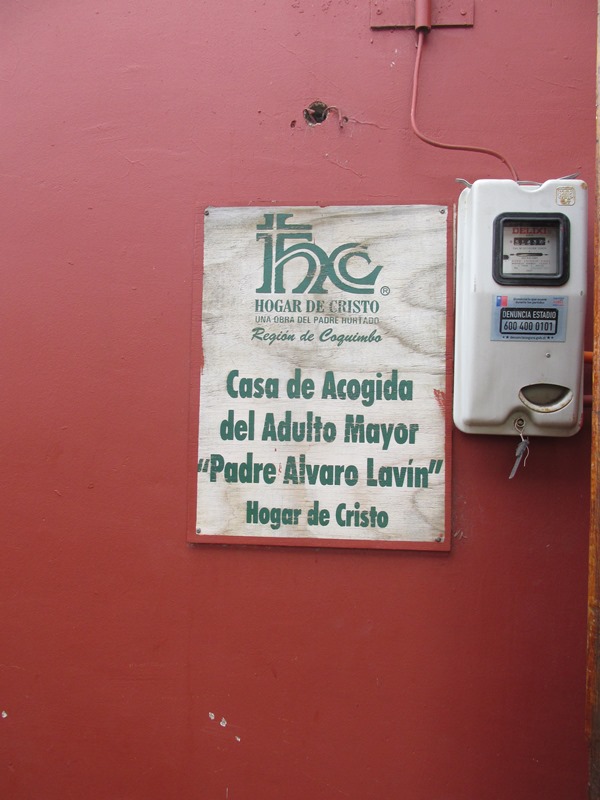 hcc®
HOGAR DE CRISTO
UNA OBRA DEL PADRE HURTADO
Región de Coquimbo
Casa de Acogida
del Adulto Mayor
"Padre Alvaro Lavín"
Hogar de Cristo
DENUNCIA ESTADIO
600 400 0101